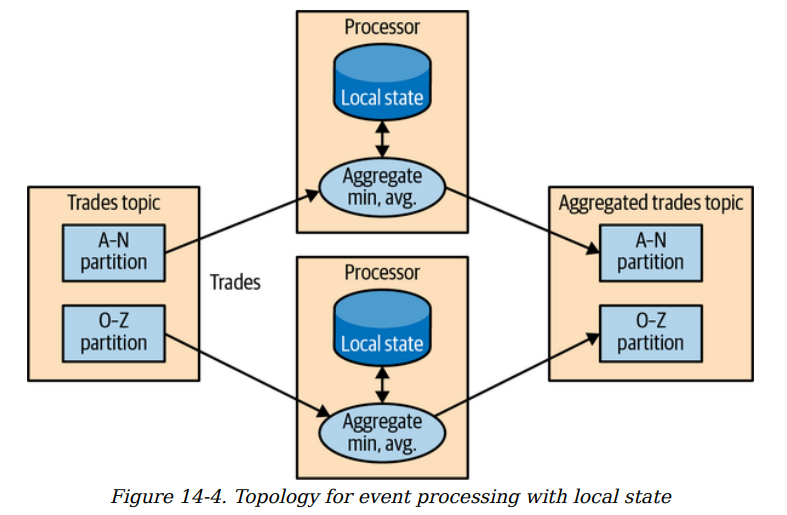 Processor
Local state
Aggregate
min, avg.
Trades topic
A–N
partition
O–Z
partition
Trades
Processor
Local state
Aggregate
min, avg.
Aggregated trades topic
A–N
partition
O–Z
partition
Figure 14-4. Topology for event processing with local state